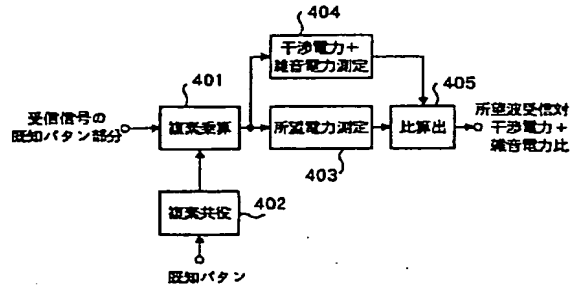 404
干渉電力＋
雑音電力測定
401
405
受信信号の
既知パタン部分
複素乗算
所望電力測定
比算出
所望波受信対
干渉電力＋
雑音電力比
403
複素共役
402
既知パタン